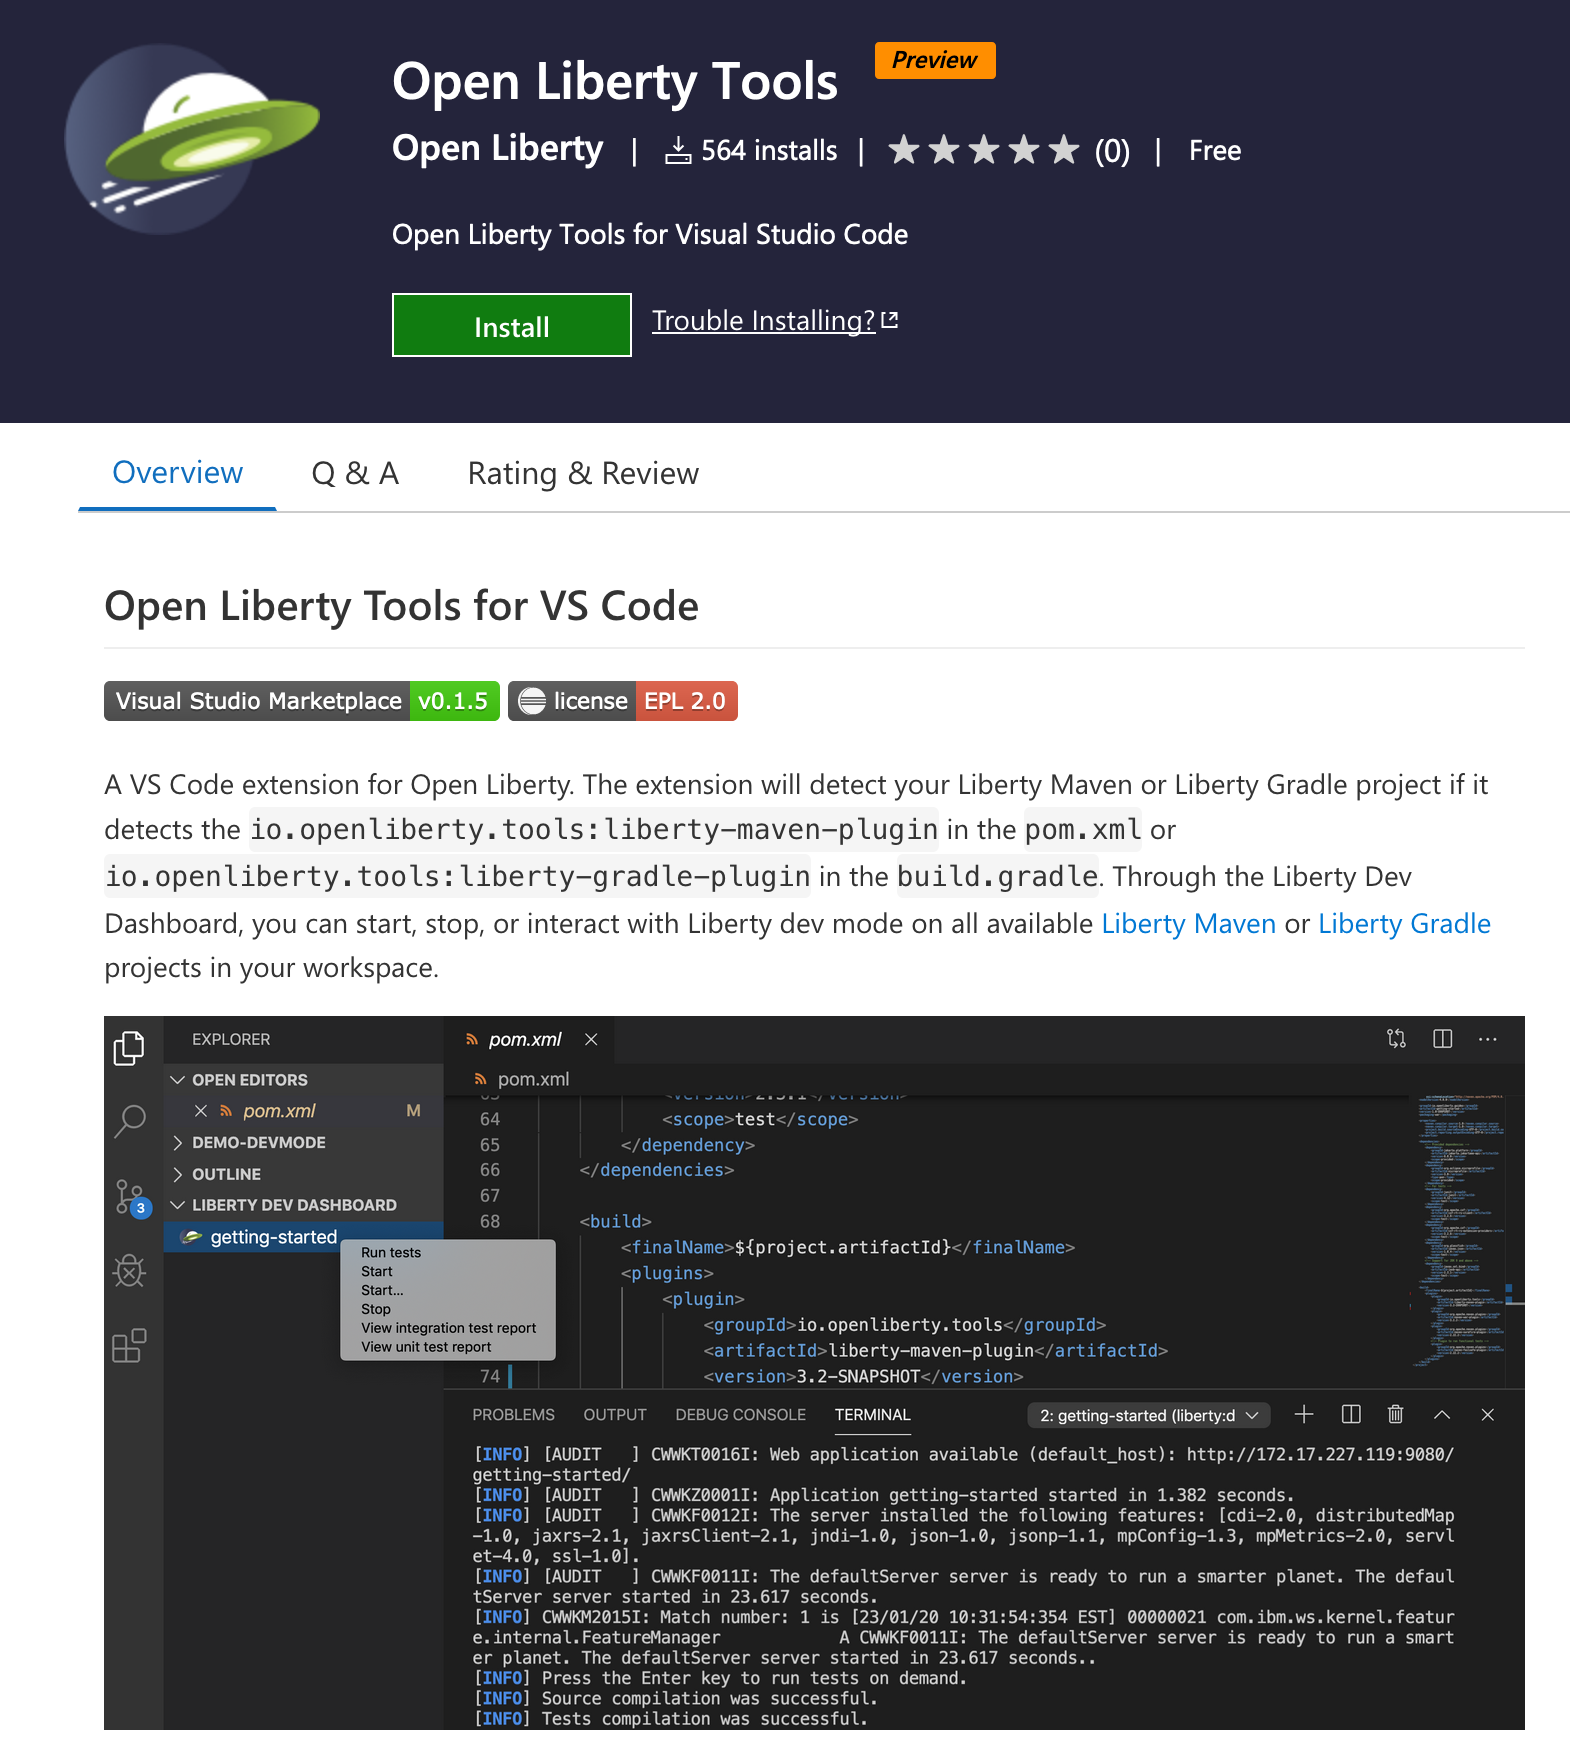 Open Liberty Tools
Preview
Open Liberty | 564 installs | (0) | Free
Open Liberty Tools for Visual Studio Code
Install
Trouble Installing?
Overview
Q & A
Rating & Review
Open Liberty Tools for VS Code
Visual Studio Marketplace v0.1.5
license EPL 2.0
A VS Code extension for Open Liberty. The extension will detect your Liberty Maven or Liberty Gradle project if it
detects the io.openliberty.tools:liberty-maven-plugin in the pom.xml or
io.openliberty.tools:liberty-gradle-plugin in the build.gradle. Through the Liberty Dev
Dashboard, you can start, stop, or interact with Liberty dev mode on all available Liberty Maven or Liberty Gradle
projects in your workspace.
EXPLORER
OPEN EDITORS
pom.xml M
DEMO-DEVMODE
OUTLINE
LIBERTY DEV DASHBOARD
getting-started
3
Run tests
Start
Start...
Stop
View integration test report
View unit test report
pom.xml
pom.xml
64 <scope>test</scope>
65 </dependency>
66 </dependencies>
67
68 <build>
<finalName>${project.artifactId}</finalName>
<plugins>
<plugin>
<groupId>io.openliberty.tools</groupId>
<artifactId>liberty-maven-plugin</artifactId>
74 <version>3.2-SNAPSHOT</version>
PROBLEMS OUTPUT DEBUG CONSOLE TERMINAL 2: getting-started (liberty:d
[INFO] [AUDIT   ] CWWKT0016I: Web application available (default_host): http://172.17.227.119:9080/
getting-started/
[INFO] [AUDIT   ] CWWKZ0001I: Application getting-started started in 1.382 seconds.
[INFO] [AUDIT   ] CWWKF0012I: The server installed the following features: [cdi-2.0, distributedMap
-1.0, jaxrs-2.1, jaxrsClient-2.1, jndi-1.0, json-1.0, jsonp-1.1, mpConfig-1.3, mpMetrics-2.0, servl
et-4.0, ssl-1.0].
[INFO] [AUDIT   ] CWWKF0011I: The defaultServer server is ready to run a smarter planet. The defaul
tServer server started in 23.617 seconds.
[INFO] CWWKM2015I: Match number: 1 is [23/01/20 10:31:54:354 EST] 00000021 com.ibm.ws.kernel.featur
e.internal.FeatureManager            A CWWKF0011I: The defaultServer server is ready to run a smart
er planet. The defaultServer server started in 23.617 seconds..
[INFO] Press the Enter key to run tests on demand.
[INFO] Source compilation was successful.
[INFO] Tests compilation was successful.